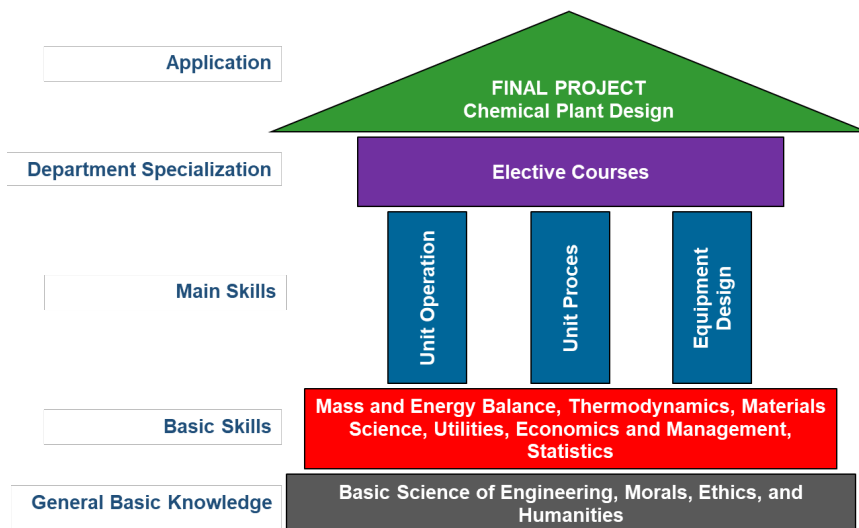 Application
FINAL PROJECT
Chemical Plant Design
Department Specialization
Elective Courses
Main Skills
Unit Operation
Unit Proces
Equipment
Design
Basic Skills
Mass and Energy Balance, Thermodynamics, Materials
Science, Utilities, Economics and Management,
Statistics
General Basic Knowledge
Basic Science of Engineering, Morals, Ethics, and
Humanities